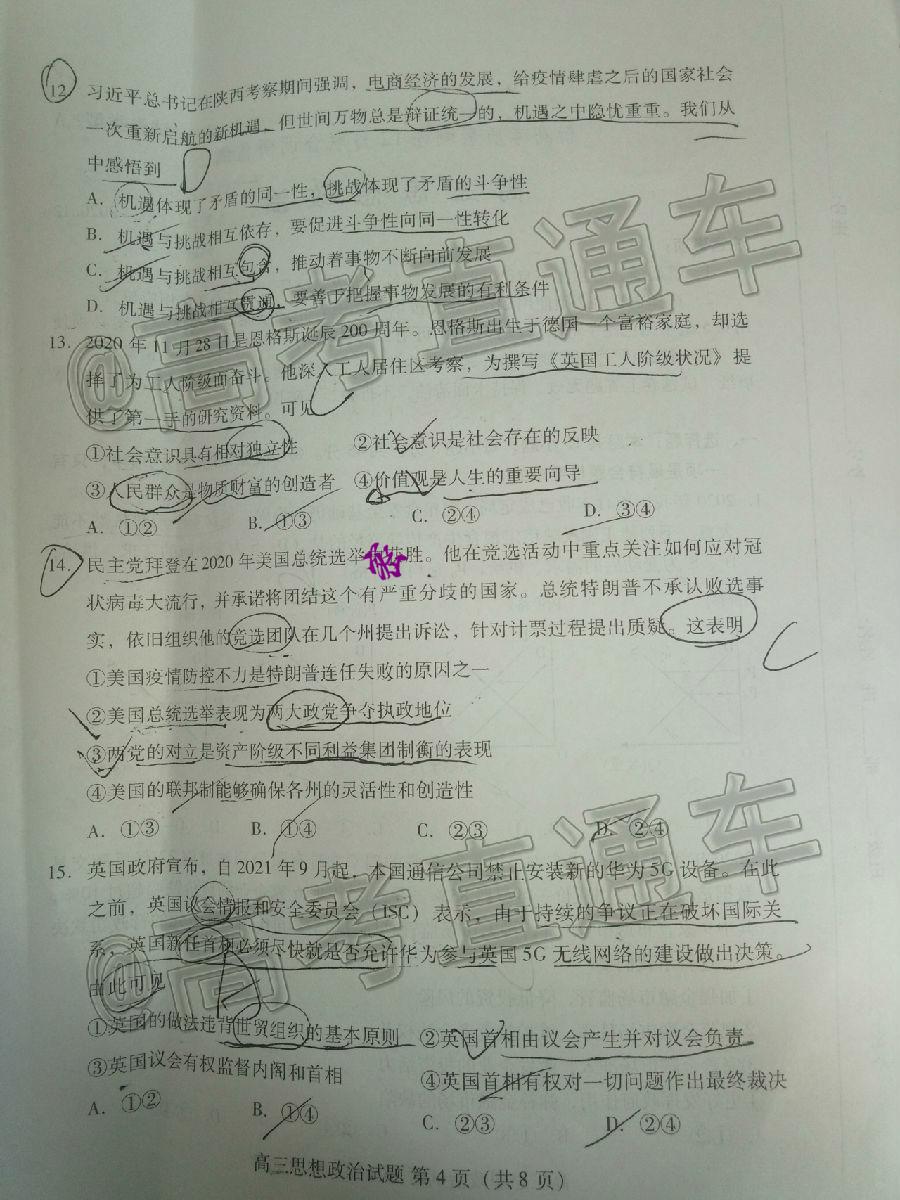 12 习近平总书记在陕西考察期间强调，电商经济的发展，给疫情肆虐之后的国家社会
一次重新启航的新机遇，但世间万物总是辩证统一的，机遇之中隐忧重重。我们从
中感悟到
A．机遇体现了矛盾的同一性，挑战体现了矛盾的斗争性
B．机遇与挑战相互依存，要促进斗争性向同一性转化
C．机遇与挑战相互包含，推动着事物不断向前发展
D．机遇与挑战相互贯通，要善于把握事物发展的有利条件
13．2020年11月28日是恩格斯诞辰200周年。恩格斯出生于德国一个富裕家庭，却选
择了为工人阶级而奋斗。他深入工人居住区考察，为撰写《英国工人阶级状况》提
供了第一手的研究资料。可见
①社会意识具有相对独立性 ②社会意识是社会存在的反映
③人民群众是物质财富的创造者 ④价值观是人生的重要向导
A．①② B．①③ C．②④ D．③④
14．民主党拜登在2020年美国总统选举中获胜。他在竞选活动中重点关注如何应对冠
状病毒大流行，并承诺将团结这个有严重分歧的国家。总统特朗普不承认败选事
实，依旧组织他的竞选团队在几个州提出诉讼，针对计票过程提出质疑。这表明
①美国疫情防控不力是特朗普连任失败的原因之一
②美国总统选举表现为两大政党争夺执政地位
③两党的对立是资产阶级不同利益集团制衡的表现
④美国的联邦制能够确保各州的灵活性和创造性
A．①③ B．①④ C．②③ D．②④
15．英国政府宣布，自2021年9月起，本国通信公司禁止安装新的华为5G设备。在此
之前，英国议会情报和安全委员会（ISC）表示，由于持续的争议正在破坏国际关
系，英国新任首相必须尽快就是否允许华为参与英国5G无线网络的建设做出决策。
由此可见
①英国的做法违背世贸组织的基本原则 ②英国首相由议会产生并对议会负责
③英国议会有权监督内阁和首相 ④英国首相有权对一切问题作出最终裁决
A．①② B．①④ C．②③ D．②④
高三思想政治试题 第4页（共8页）
@高考直通车
@高考直通车